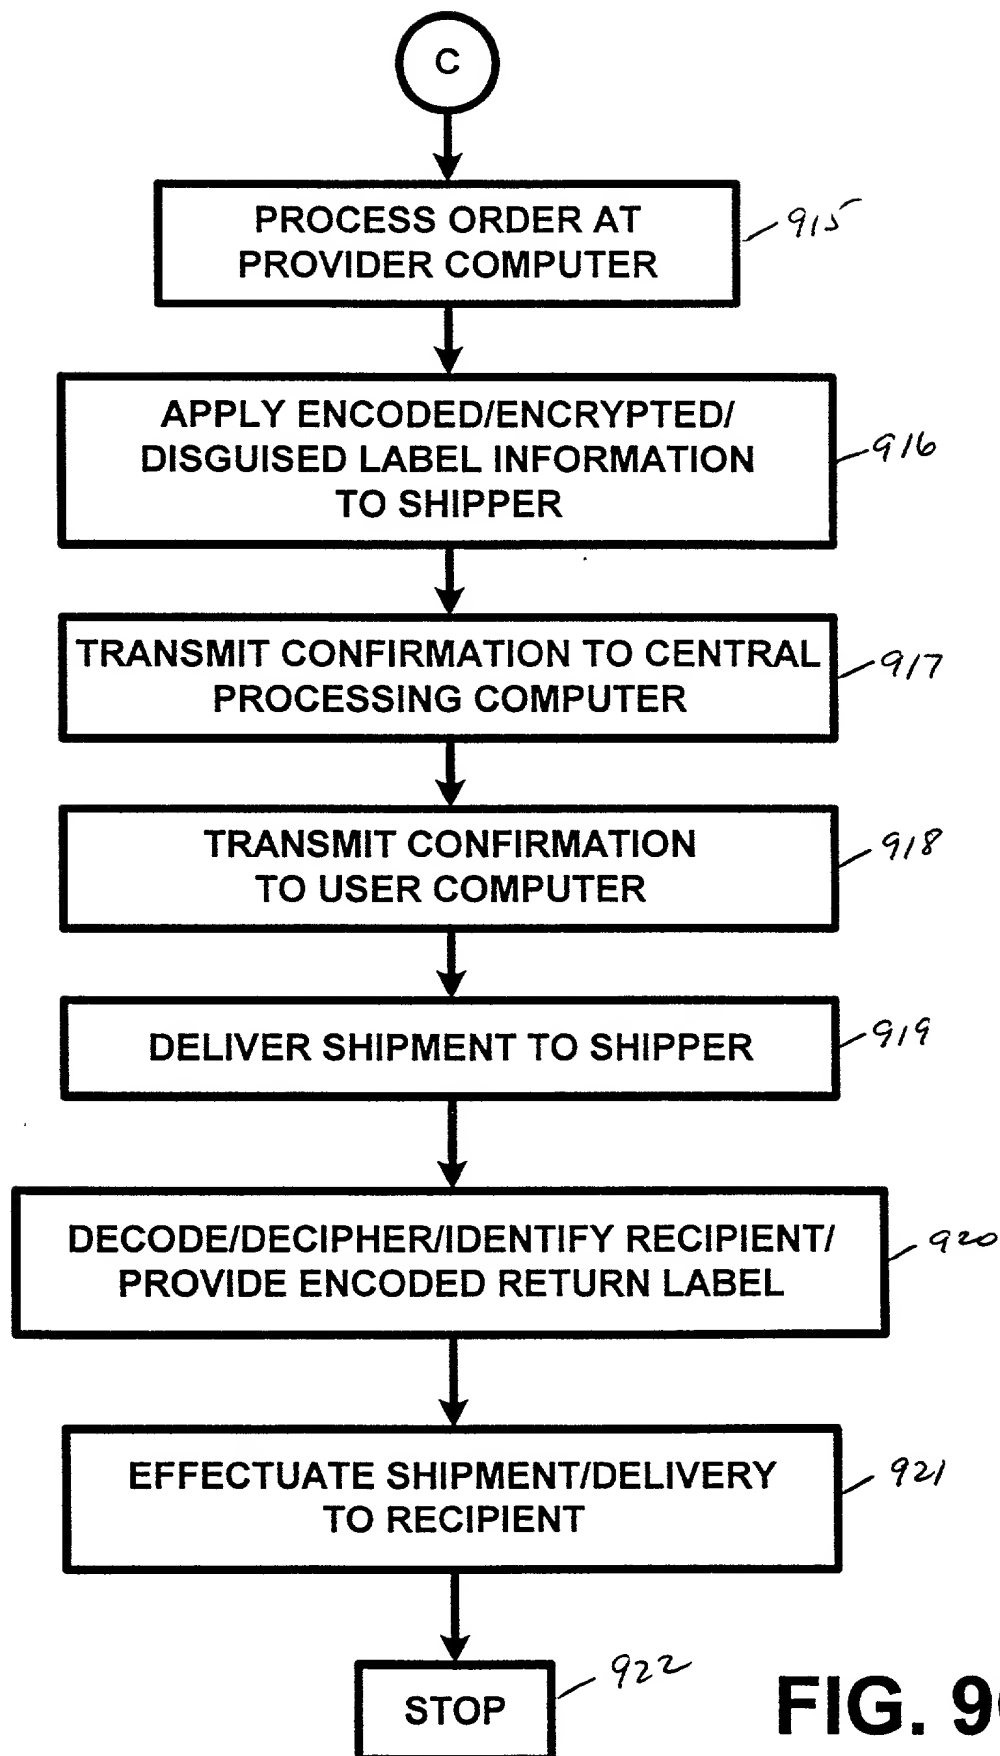 C
PROCESS ORDER AT
PROVIDER COMPUTER
915
APPLY ENCODED/ENCRYPTED/
DISGUISED LABEL INFORMATION
TO SHIPPER
916
TRANSMIT CONFIRMATION TO CENTRAL
PROCESSING COMPUTER
917
TRANSMIT CONFIRMATION
TO USER COMPUTER
918
DELIVER SHIPMENT TO SHIPPER
919
DECODE/DECIPHER/IDENTIFY RECIPIENT/
PROVIDE ENCODED RETURN LABEL
920
EFFECTUATE SHIPMENT/DELIVERY
TO RECIPIENT
921
STOP
922
FIG.